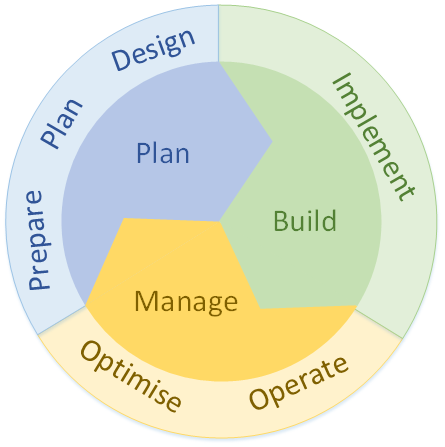 Prepare
Plan
Design
Implement
Operate
Optimise
Plan
Build
Manage